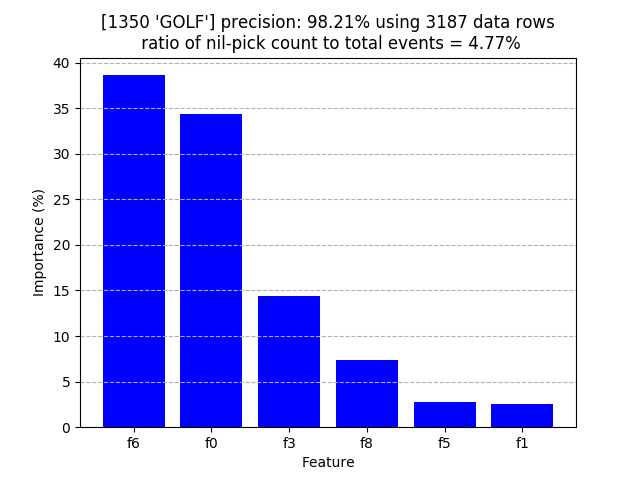 [1350 'GOLF'] precision: 98.21% using 3187 data rows
ratio of nil-pick count to total events = 4.77%
40
35
30
25
20
15
10
5
0
Importance (%)
f6 f0 f3 f8 f5 f1
Feature